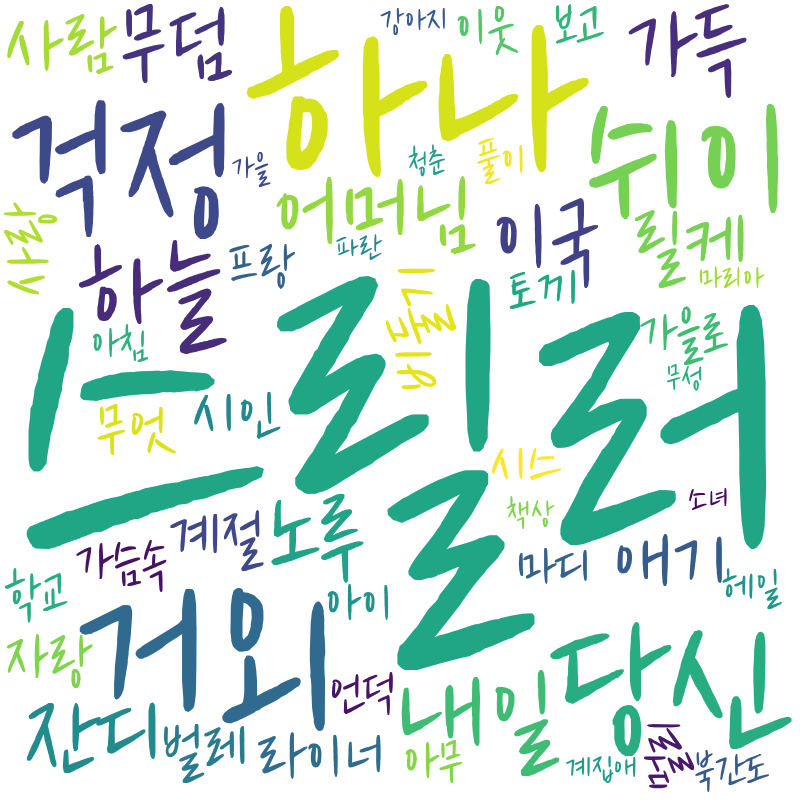 사람
무덤
하나
강아지
이웃
보고
가득
걱정
가을
청춘
풀이
쉬이
어머님
이국
릴케
사랑
하늘
프랑
파란
토끼
마리아
스릴러
아침
가을로
무성
무엇
시인
시스
책상
소녀
가슴속
계절
노루
마디
애기
헤일
학교
아이
자랑
거외
언덕
내일
당신
잔디
벌레
라이너
아무
계집애
북간도